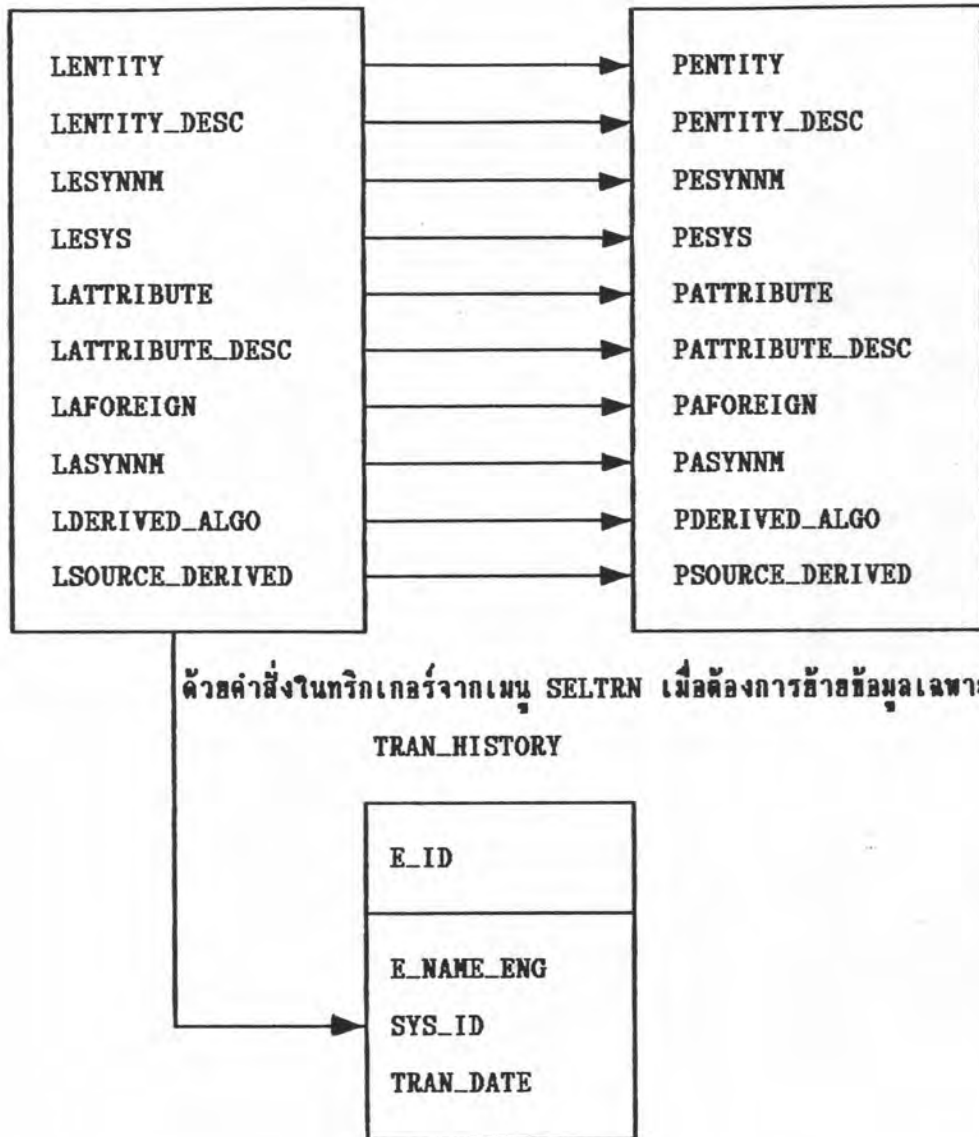 LENTITY PENTITY
LENTITY_DESC PENTITY_DESC
LESYNNM PESYNNM
LESYS PESYS
LATTRIBUTE PATTRIBUTE
LATTRIBUTE_DESC PATTRIBUTE_DESC
LAFOREIGN PAFOREIGN
LASYNNM PASYNNM
LDERIVED_ALGO PDERIVED_ALGO
LSOURCE_DERIVED PSOURCE_DERIVED
ด้วยคำสั่งในทริกเกอร์จากเมนู SELTRN เมื่อต้องการย้ายข้อมูลเฉพาะ
TRAN_HISTORY
E_ID
E_NAME_ENG
SYS_ID
TRAN_DATE